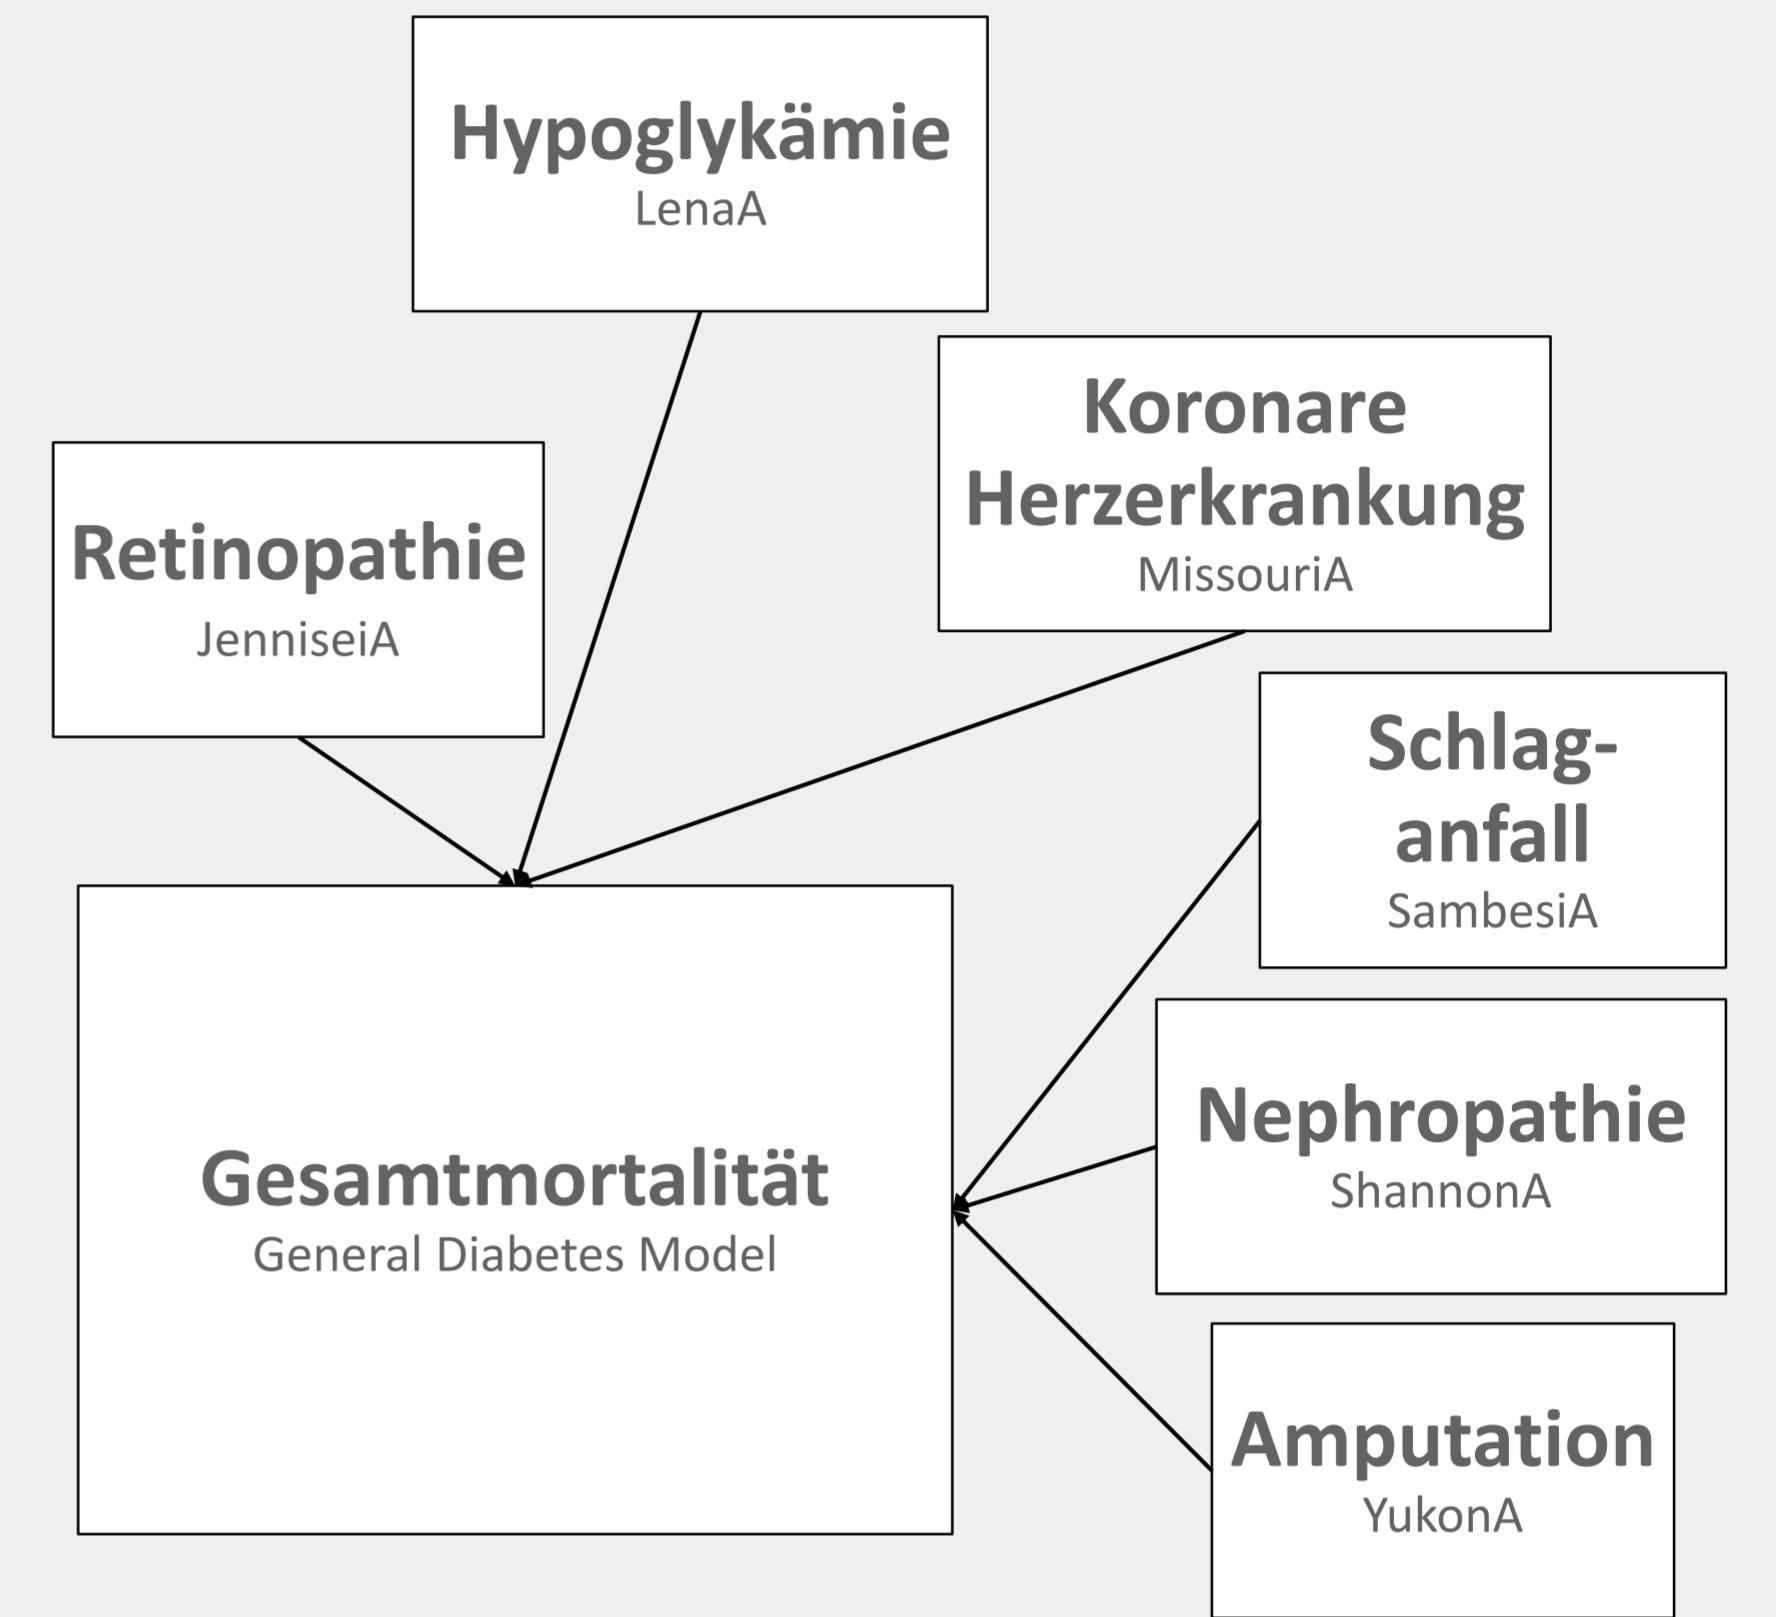 Hypoglykämie
LenaA
Koronare
Herzerkrankung
MissouriA
Retinopathie
JenniseiA
Schlag-
anfall
SambesiA
Nephropathie
ShannonA
Gesamtmortalität
General Diabetes Model
Amputation
YukonA